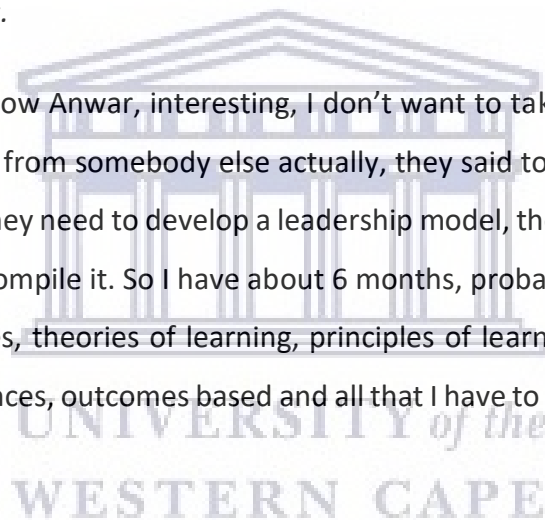 .
ow Anwar, interesting, I don’t want to tak
from somebody else actually, they said to
ey need to develop a leadership model, th
ompile it. So I have about 6 months, proba
s, theories of learning, principles of learn
ces, outcomes based and all that I have to
UNIVERSITY of the
WESTERN CAPE